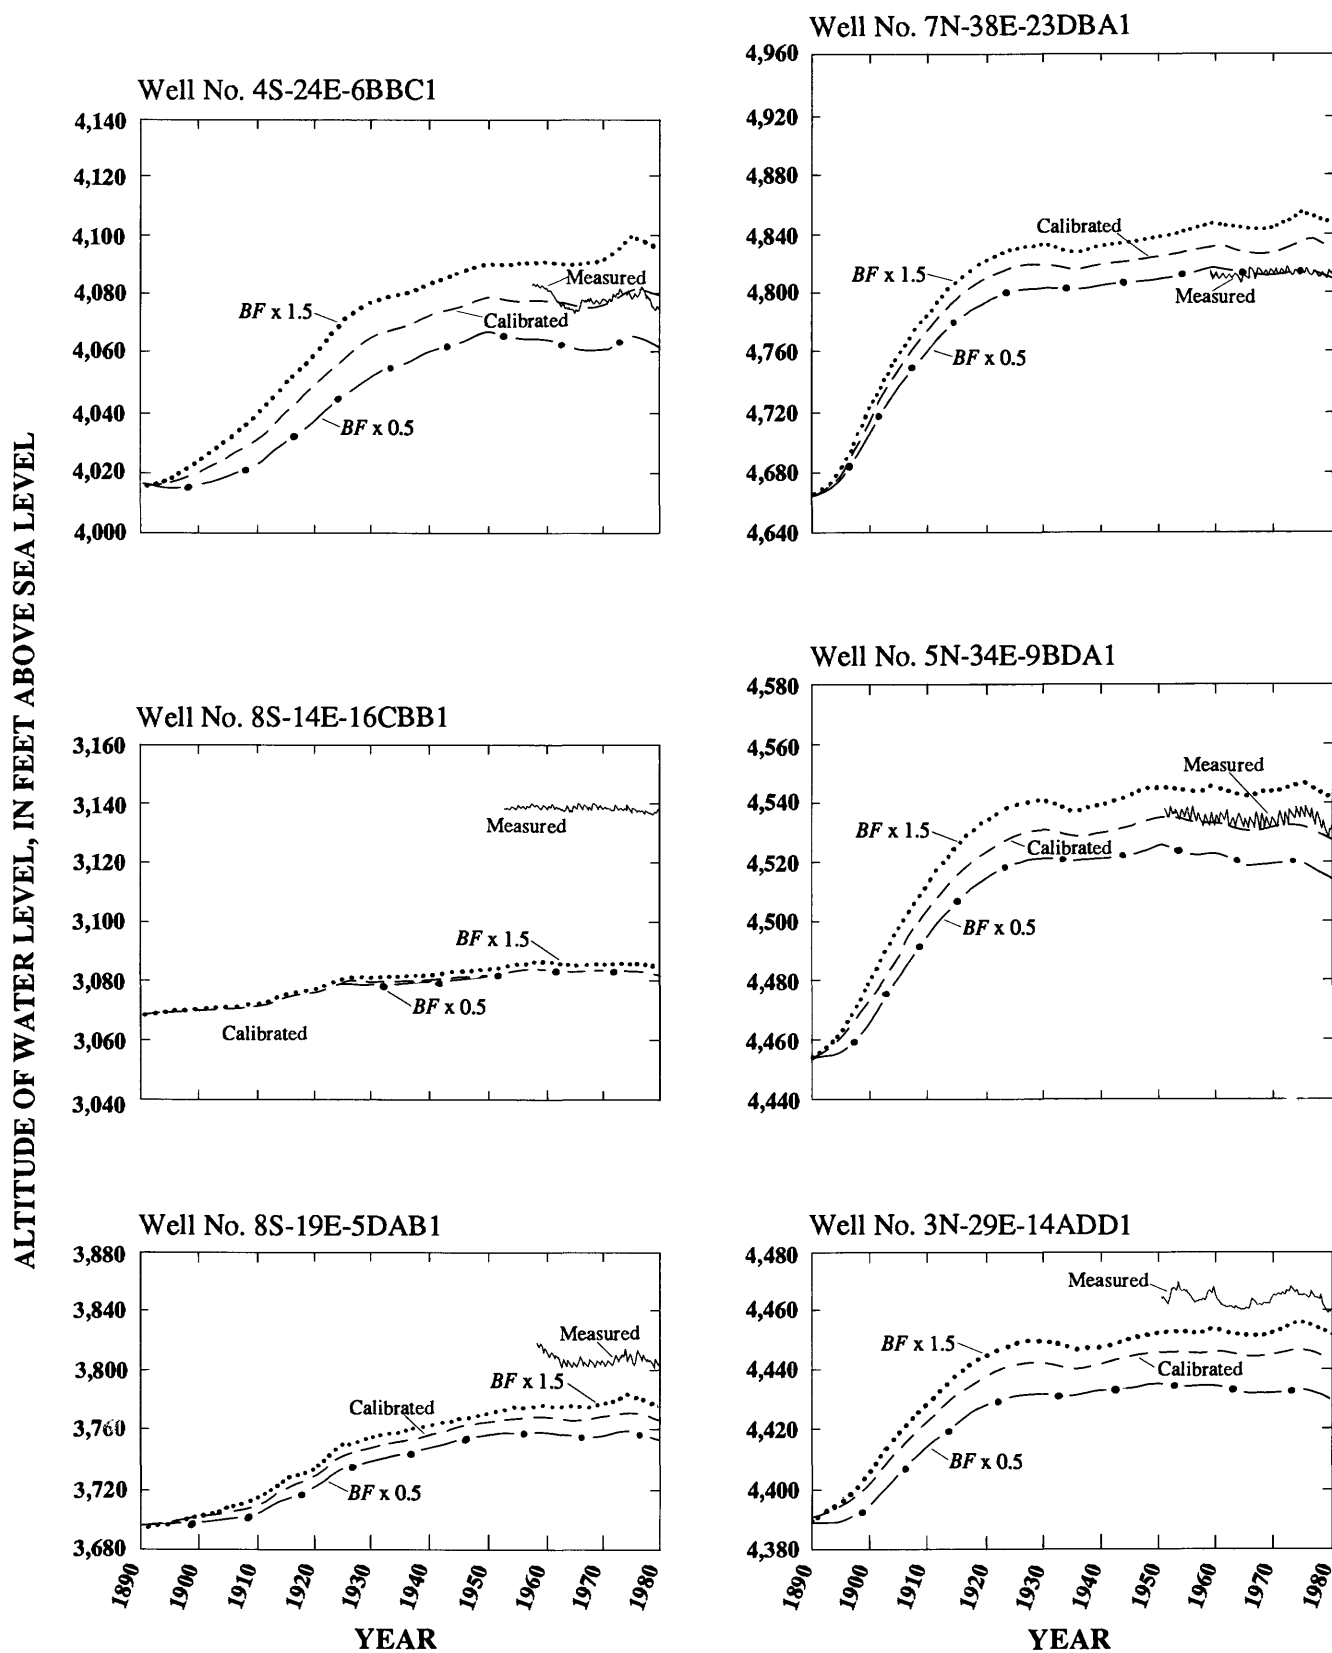 ALTITUDE OF WATER LEVEL, IN FEET ABOVE SEA LEVEL
Well No. 4S-24E-6BBC1
4,140
4,120
4,100
4,080
4,060
4,040
4,020
4,000
BF x 1.5
Measured
Calibrated
BF x 0.5
Well No. 8S-14E-16CBB1
3,160
3,140
3,120
3,100
3,080
3,060
3,040
Measured
BF x 1.5
BF x 0.5
Calibrated
Well No. 8S-19E-5DAB1
3,880
3,840
3,800
3,760
3,720
3,680
Measured
BF x 1.5
Calibrated
BF x 0.5
1890 1900 1910 1920 1930 1940 1950 1960 1970 1980
YEAR
Well No. 7N-38E-23DBA1
4,960
4,920
4,880
4,840
4,800
4,760
4,720
4,680
4,640
Calibrated
BF x 1.5
Measured
BF x 0.5
Well No. 5N-34E-9BDA1
4,580
4,560
4,540
4,520
4,500
4,480
4,460
4,440
Measured
BF x 1.5
Calibrated
BF x 0.5
Well No. 3N-29E-14ADD1
4,480
4,460
4,440
4,420
4,400
4,380
Measured
BF x 1.5
Calibrated
BF x 0.5
1890 1900 1910 1920 1930 1940 1950 1960 1970 1980
YEAR